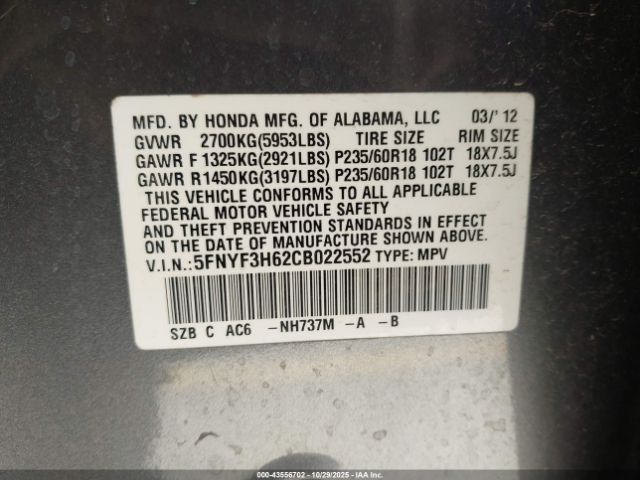 MFD. BY HONDA MFG. OF ALABAMA, LLC 03/' 12
GVWR 2700KG(5953LBS) TIRE SIZE RIM SIZE
GAWR F 1325KG(2921LBS) P235/60R18 102T 18X7.5J
GAWR R1450KG(3197LBS) P235/60R18 102T 18X7.5J
THIS VEHICLE CONFORMS TO ALL APPLICABLE
FEDERAL MOTOR VEHICLE SAFETY
AND THEFT PREVENTION STANDARDS IN EFFECT
ON THE DATE OF MANUFACTURE SHOWN ABOVE.
V.I.N.: 5FNYF3H62CB022552 TYPE: MPV
SZB C AC6 -NH737M -A -B
000-43556702 - 10/29/2025 - IAAI.COM